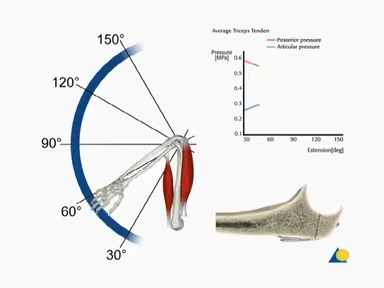 150°
120°
90°
60°
30°
Average Triceps Tendon
Posterior pressure
Articular pressure
Pressure
[MPa]
0.6
0.5
0.4
0.3
0.2
0.1
30 60 90 120 150
Extension[deg]